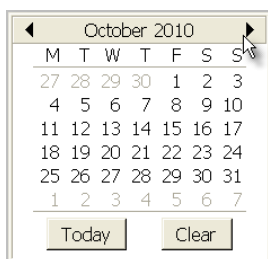 October 2010
M T W T F S S
27 28 29 30 1 2 3
4 5 6 7 8 9 10
11 12 13 14 15 16 17
18 19 20 21 22 23 24
25 26 27 28 29 30 31
1 2 3 4 5 6 7
Today Clear